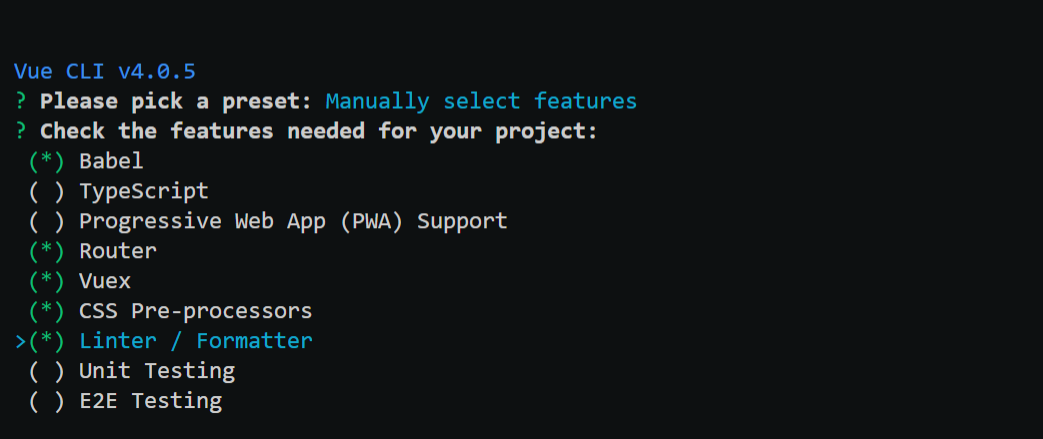 Vue CLI v4.0.5
? Please pick a preset: Manually select features
? Check the features needed for your project:
 (*) Babel
 ( ) TypeScript
 ( ) Progressive Web App (PWA) Support
 (*) Router
 (*) Vuex
 (*) CSS Pre-processors
>(*) Linter / Formatter
 ( ) Unit Testing
 ( ) E2E Testing